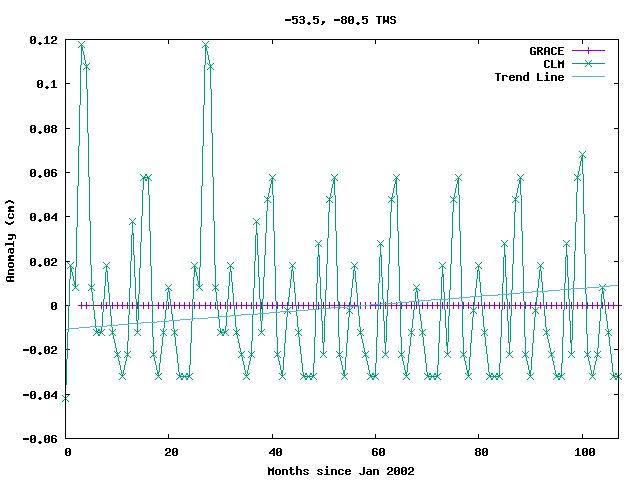 -53.5, -80.5 TWS
GRACE
CLM
Trend Line
0.12
0.1
0.08
0.06
0.04
0.02
0
-0.02
-0.04
-0.06
Anomaly (cm)
0 20 40 60 80 100
Months since Jan 2002